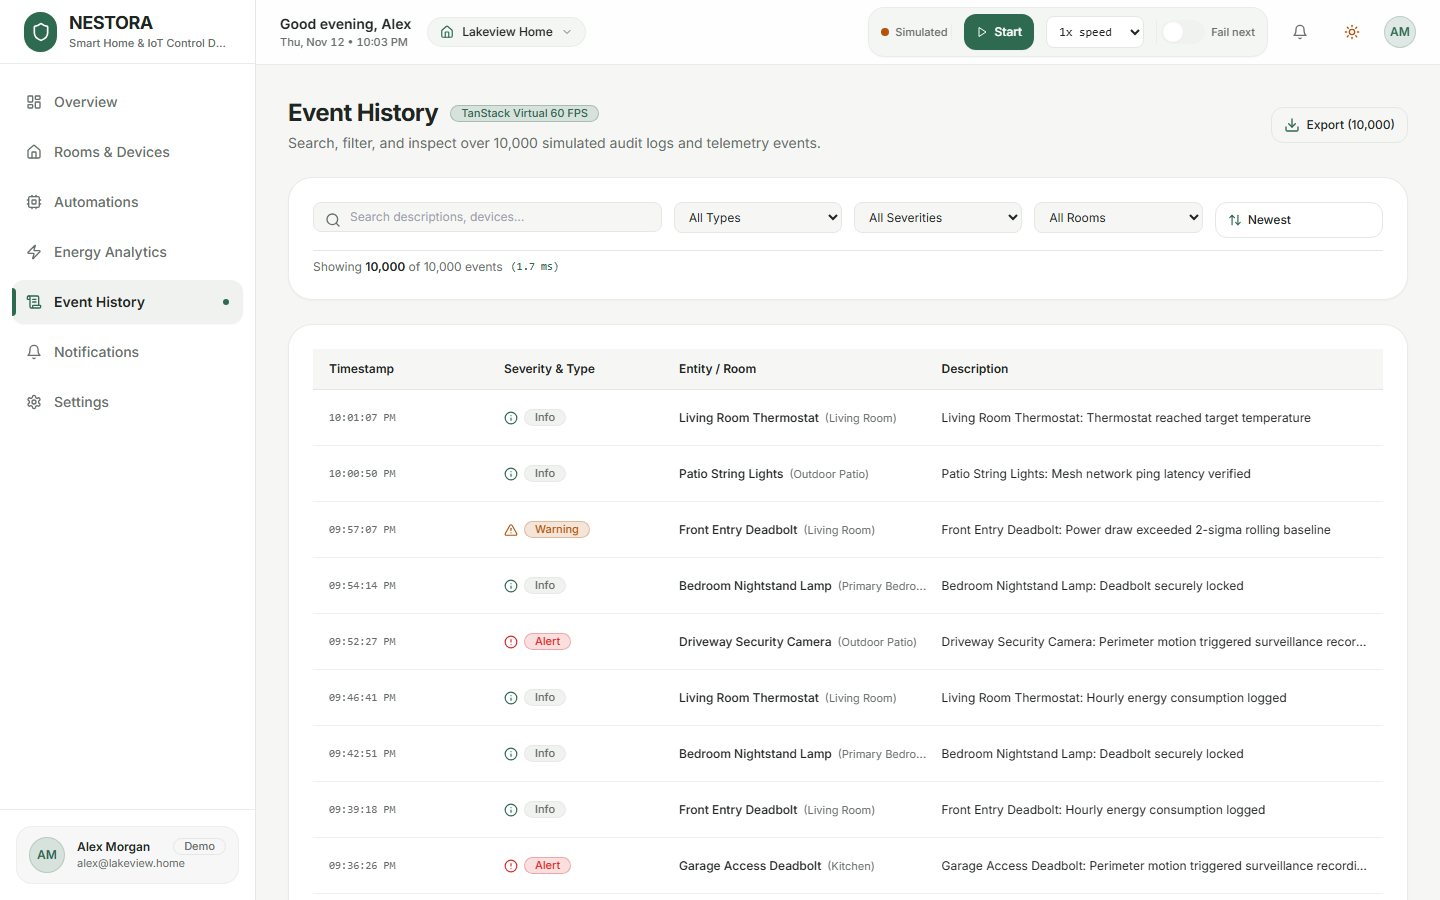 NESTORA
Smart Home & IoT Control D...
Overview
Rooms & Devices
Automations
Energy Analytics
Event History
Notifications
Settings
AM
Alex Morgan
Demo
alex@lakeview.home
Good evening, Alex
Thu, Nov 12 • 10:03 PM
Lakeview Home
Simulated
Start
1x speed
Fail next
AM
Event History
TanStack Virtual 60 FPS
Search, filter, and inspect over 10,000 simulated audit logs and telemetry events.
Export (10,000)
Search descriptions, devices...
All Types
All Severities
All Rooms
Newest
Showing 10,000 of 10,000 events (1.7 ms)
Timestamp Severity & Type Entity / Room Description
10:01:07 PM Info Living Room Thermostat (Living Room) Living Room Thermostat: Thermostat reached target temperature
10:00:50 PM Info Patio String Lights (Outdoor Patio) Patio String Lights: Mesh network ping latency verified
09:57:07 PM Warning Front Entry Deadbolt (Living Room) Front Entry Deadbolt: Power draw exceeded 2-sigma rolling baseline
09:54:14 PM Info Bedroom Nightstand Lamp (Primary Bedro... Bedroom Nightstand Lamp: Deadbolt securely locked
09:52:27 PM Alert Driveway Security Camera (Outdoor Patio) Driveway Security Camera: Perimeter motion triggered surveillance recor...
09:46:41 PM Info Living Room Thermostat (Living Room) Living Room Thermostat: Hourly energy consumption logged
09:42:51 PM Info Bedroom Nightstand Lamp (Primary Bedro... Bedroom Nightstand Lamp: Deadbolt securely locked
09:39:18 PM Info Front Entry Deadbolt (Living Room) Front Entry Deadbolt: Hourly energy consumption logged
09:36:26 PM Alert Garage Access Deadbolt (Kitchen) Garage Access Deadbolt: Perimeter motion triggered surveillance recordi...